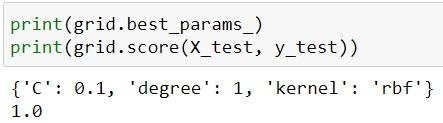 print(grid.best_params_)
print(grid.score(X_test, y_test))
{'C': 0.1, 'degree': 1, 'kernel': 'rbf'}
1.0